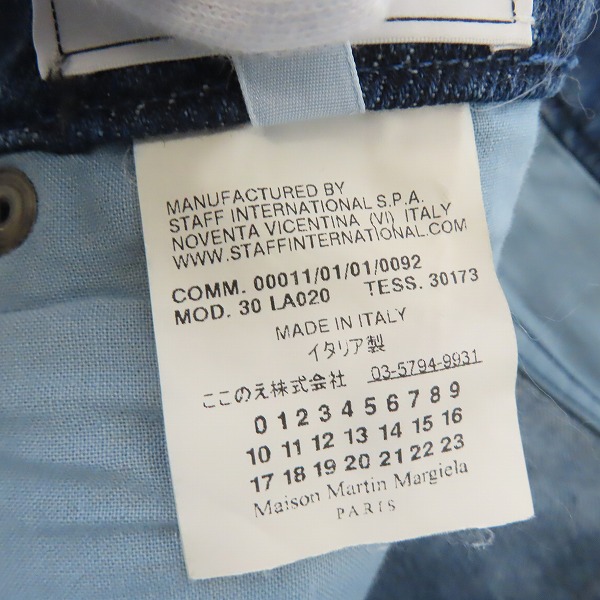 MANUFACTURED BY
STAFF INTERNATIONAL S.P.A.
NOVENTA VICENTINA (VI) ITALY
WWW.STAFFINTERNATIONAL.COM
COMM. 00011/01/01/0092
MOD. 30 LA020 TESS. 30173
MADE IN ITALY
イタリア製
ここのえ株式会社 03-5794-9931
0 1 2 3 4 5 6 7 8 9
10 11 12 13 14 15 16
17 18 19 20 21 22 23
Maison Martin Margiela
PARIS